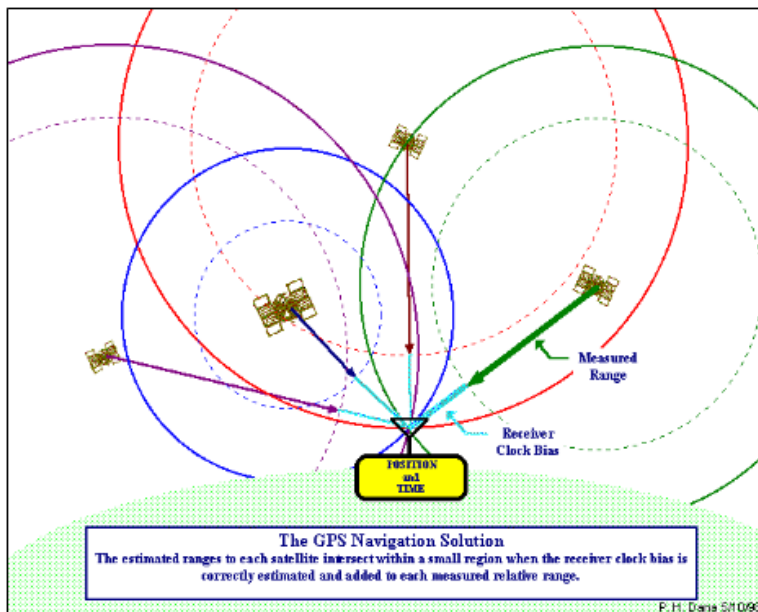 Measured
Range
Receiver
Clock Bias
POSITION
and
TIME
The GPS Navigation Solution
The estimated ranges to each satellite intersect within a small region when the receiver clock bias is
correctly estimated and added to each measured relative range.
P. H. Dana 5/10/98